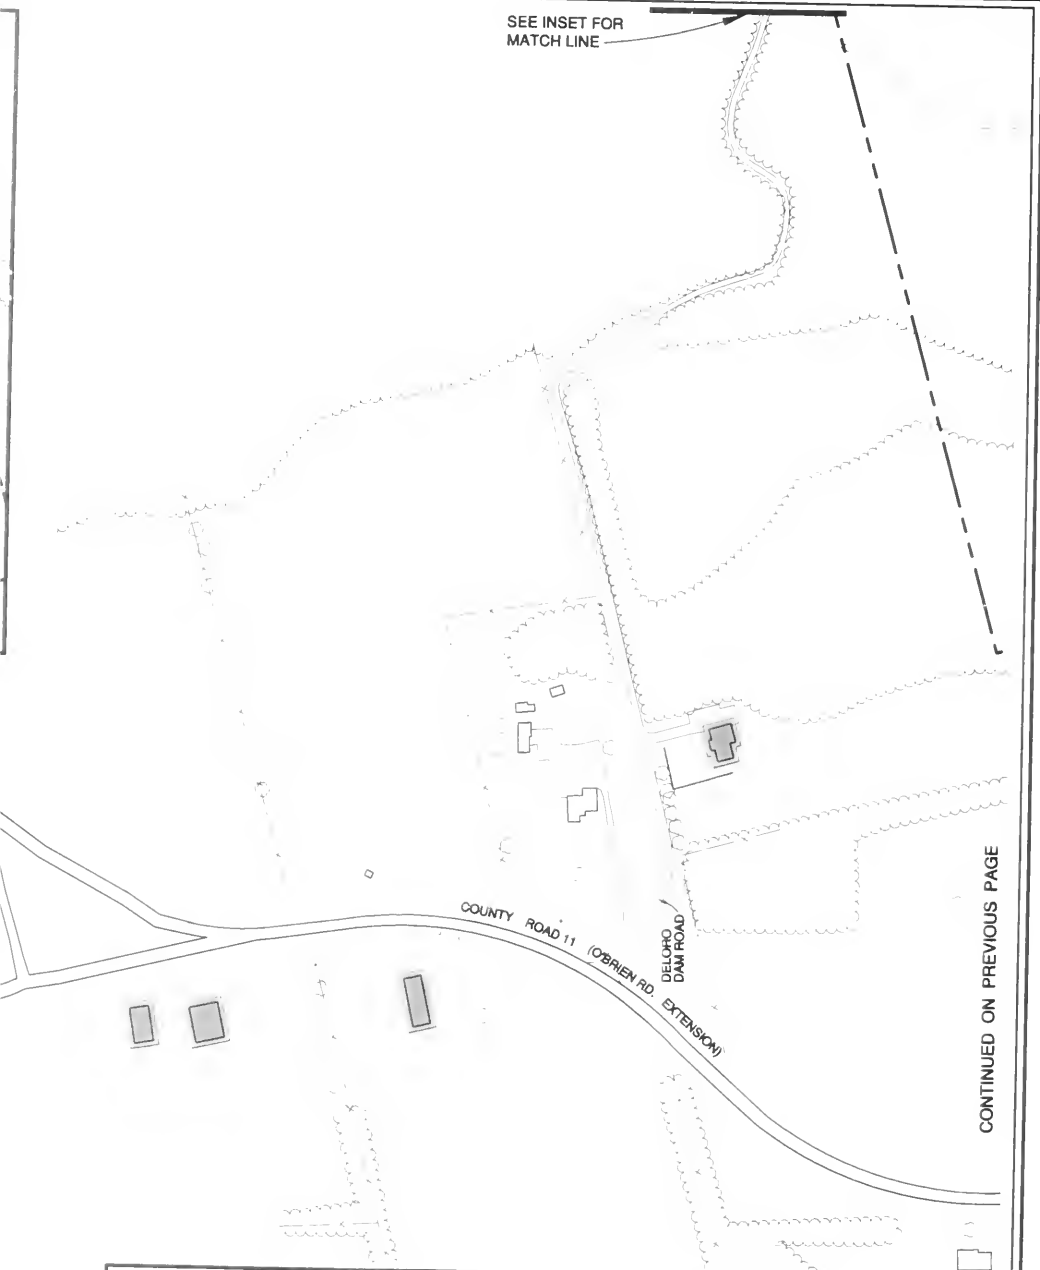 SEE INSET FOR
MATCH LINE
COUNTY ROAD 11 (O'BRIEN RD. EXTENSION)
DELORO
DAM ROAD
CONTINUED ON PREVIOUS PAGE